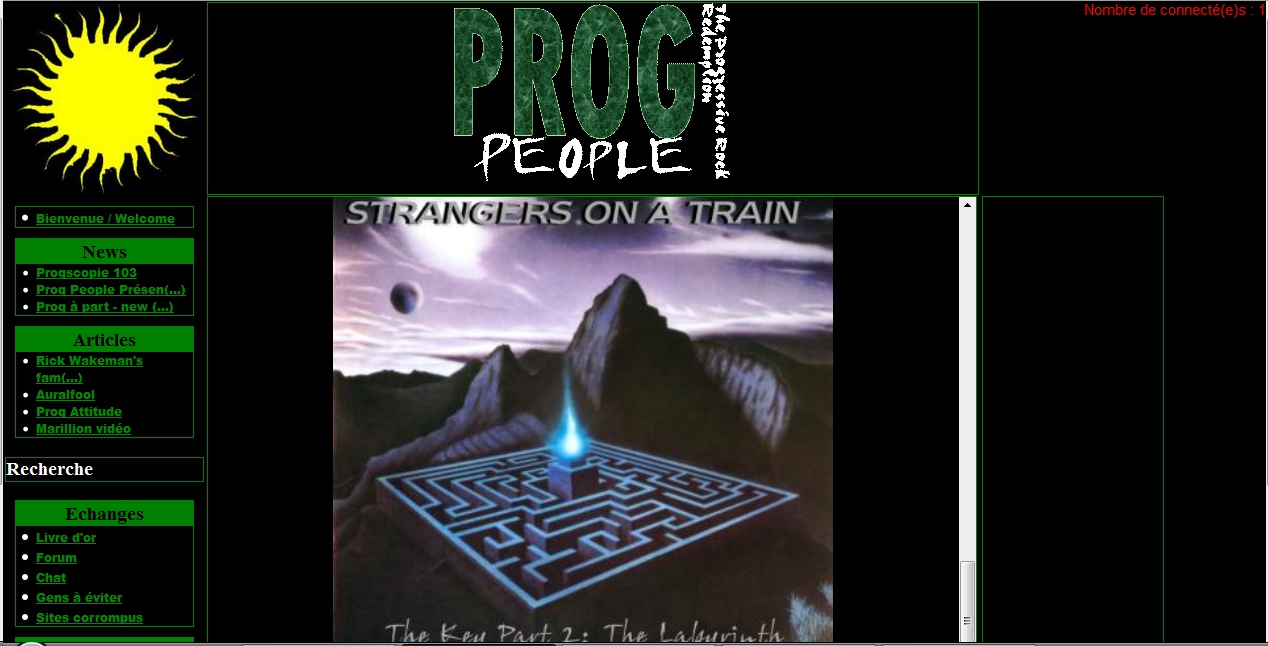 Nombre de connecté(e)s : 1
PROG
PEOPLE
The Progressive Rock
Redemption
Bienvenue / Welcome
News
Progscopie 103
Prog People Présen(...)
Prog à part - new (...)
Articles
Rick Wakeman's
fam(...)
Auralfool
Prog Attitude
Marillion vidéo
Recherche
Echanges
Livre d'or
Forum
Chat
Gens à éviter
Sites corrompus
STRANGERS ON A TRAIN
The Key Part 2: The Labyrinth